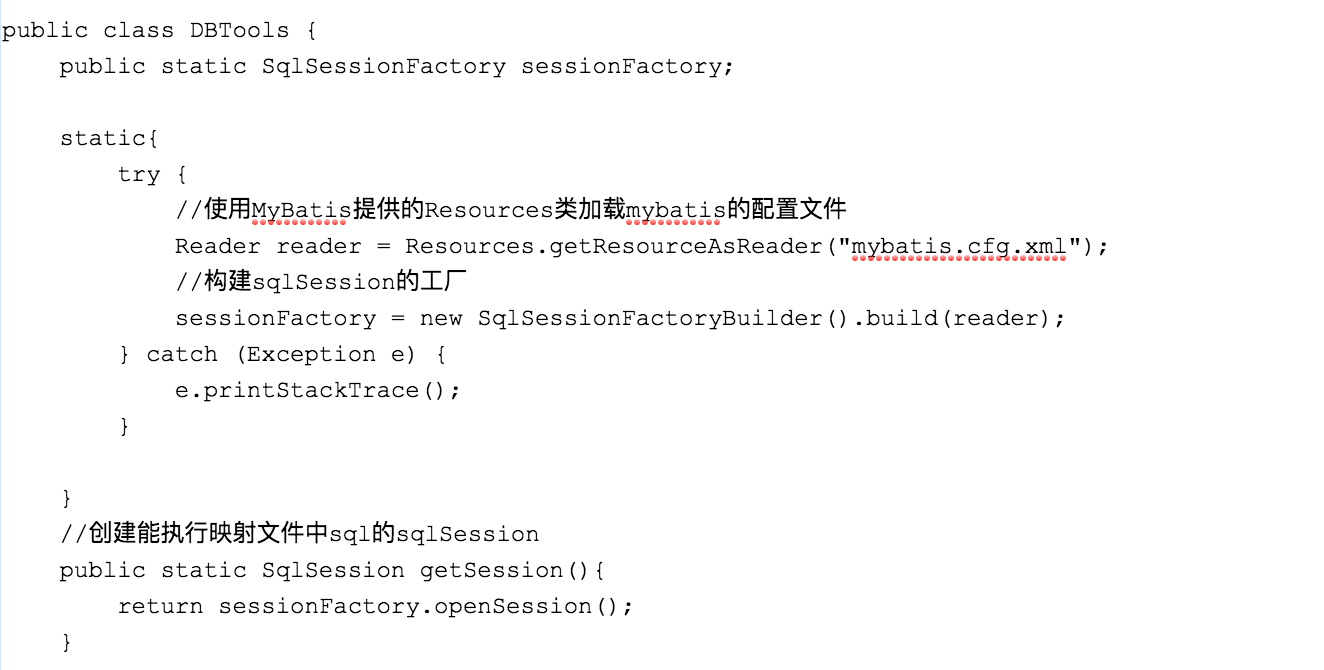 public class DBTools {
    public static SqlSessionFactory sessionFactory;
    static{
        try {
            //使用MyBatis提供的Resources类加载mybatis的配置文件
            Reader reader = Resources.getResourceAsReader("mybatis.cfg.xml");
            //构建sqlSession的工厂
            sessionFactory = new SqlSessionFactoryBuilder().build(reader);
        } catch (Exception e) {
            e.printStackTrace();
        }
    }
    //创建能执行映射文件中sql的sqlSession
    public static SqlSession getSession(){
        return sessionFactory.openSession();
    }